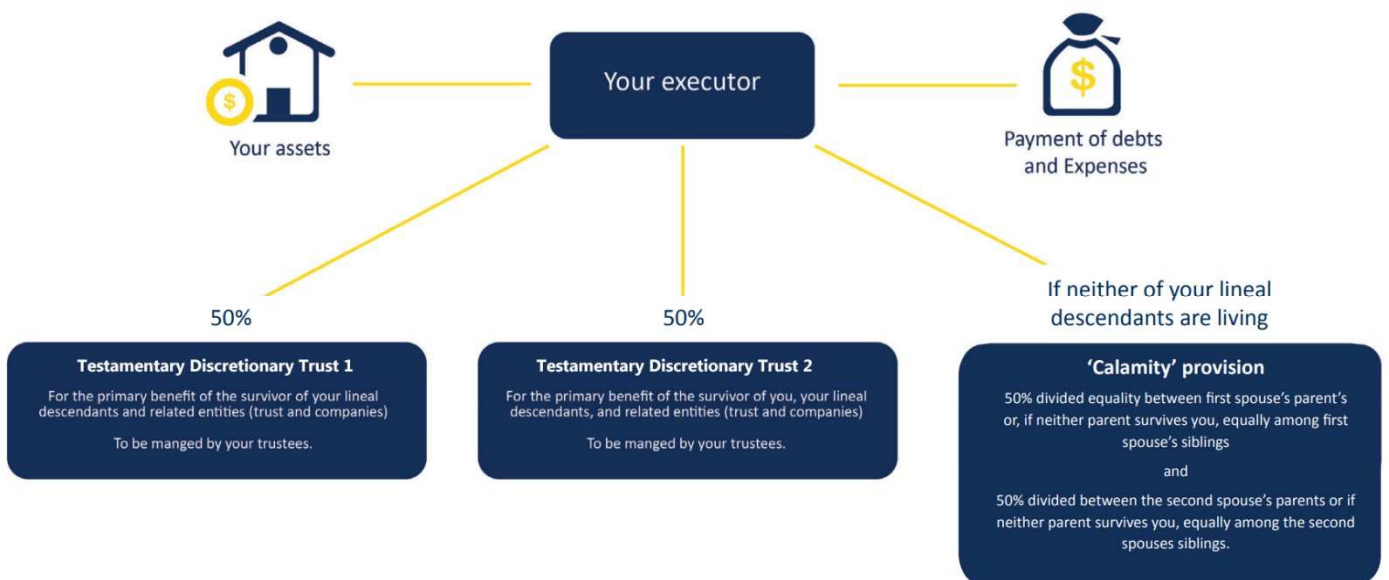 $
Your executor
$
Your assets
Payment of debts
and Expenses
50%
Testamentary Discretionary Trust 1
For the primary benefit of the survivor of your lineal
descendants and related entities (trust and companies)
To be manged by your trustees.
50%
Testamentary Discretionary Trust 2
For the primary benefit of the survivor of you, your lineal
descendants, and related entities (trust and companies)
To be manged by your trustees.
If neither of your lineal
descendants are living
‘Calamity’ provision
50% divided equality between first spouse’s parent’s
or, if neither parent survives you, equally among first
spouse’s siblings
and
50% divided between the second spouse’s parents or if
neither parent survives you, equally among the second
spouses siblings.